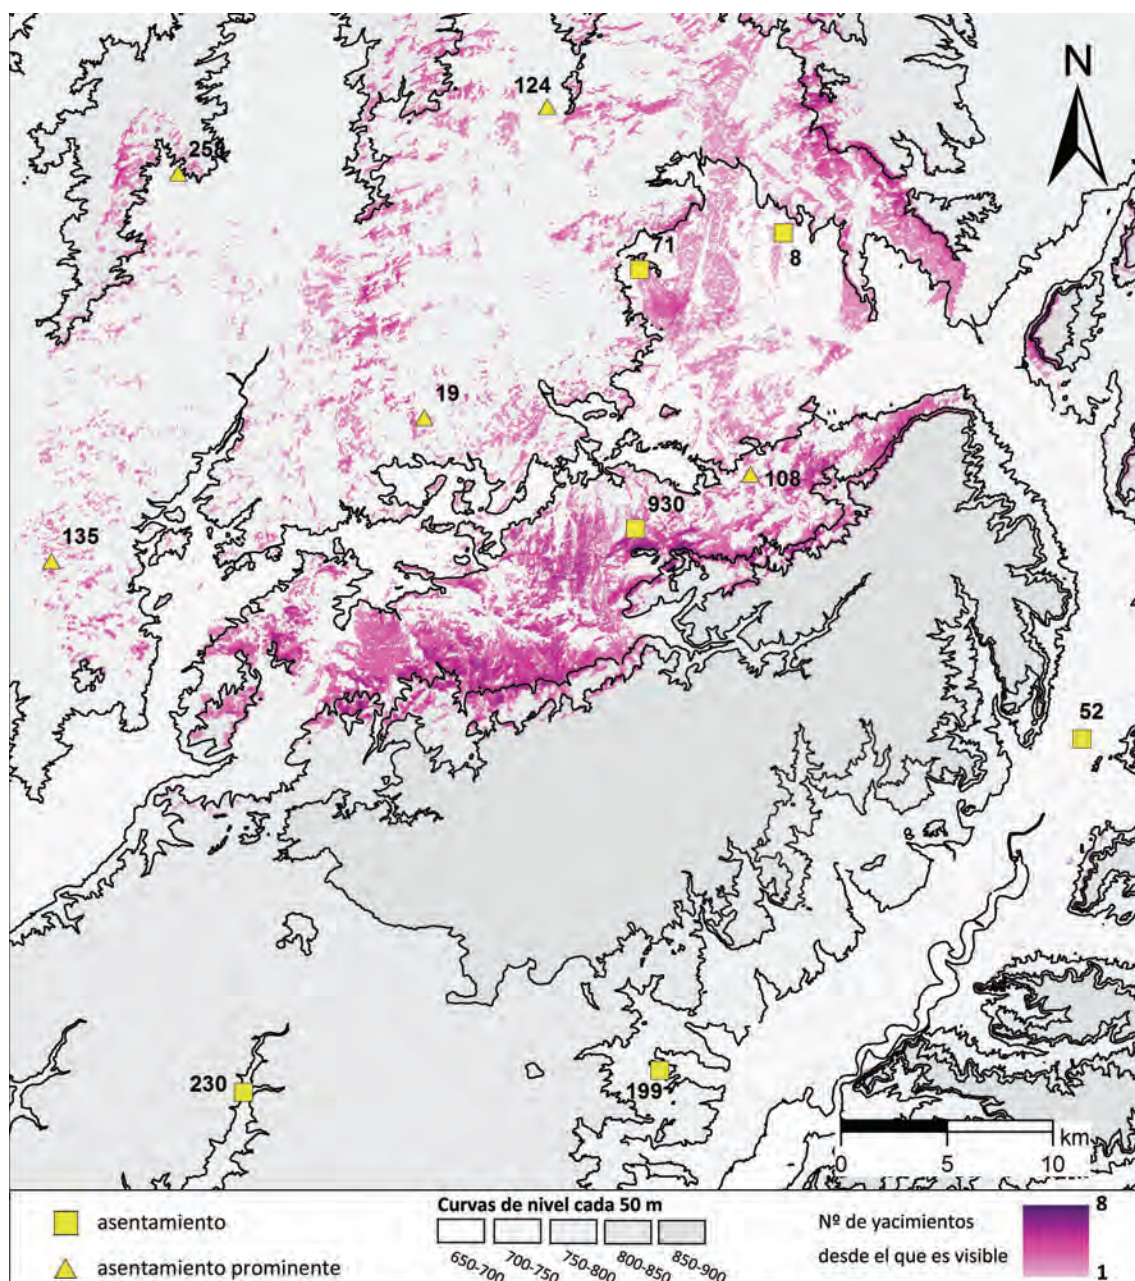 N
124
258
71
8
19
108
930
135
52
230
199
km
0 5 10
asentamiento
asentamiento prominente
Curvas de nivel cada 50 m
650-700 700-750 750-800 800-850 850-900
Nº de yacimientos
desde el que es visible
8
1